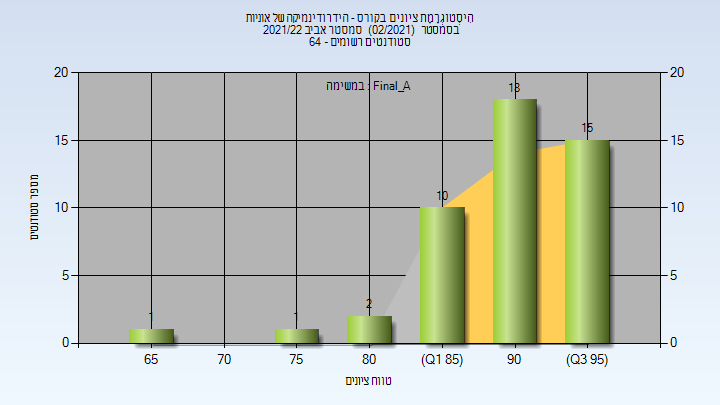 היסטוגרמת ציונים בקורס - הידרודינמיקה של אוניות
בסמסטר (02/2021) סמסטר אביב 2021/22
סטודנטים רשומים - 64
במשימה : Final_A
מספר סטודנטים
20
15
10
5
0
20
15
10
5
0
1
1
2
10
18
15
65
70
75
80
(Q1 85)
90
(Q3 95)
טווח ציונים